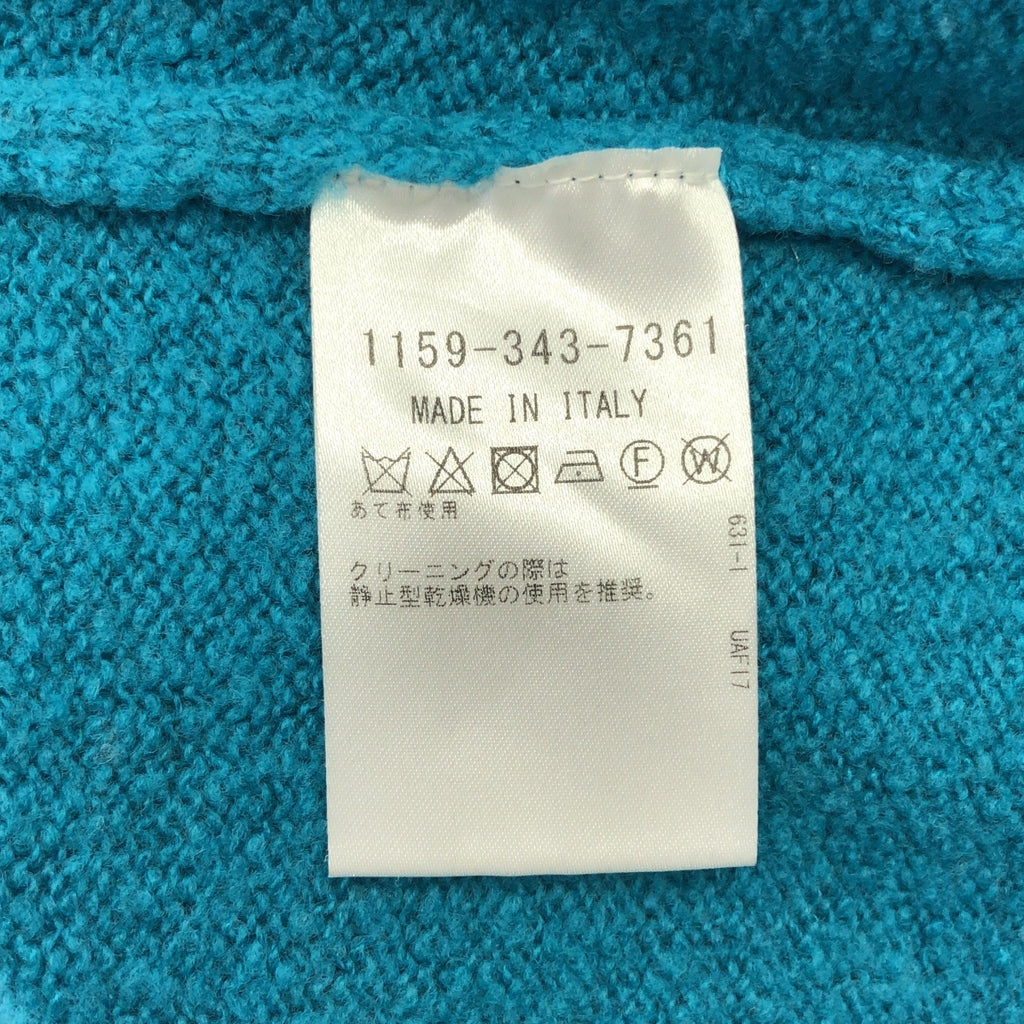 1159-343-7361
MADE IN ITALY
F W
あて布使用
クリーニングの際は
静止型乾燥機の使用を推奨。
631-1 UAF17